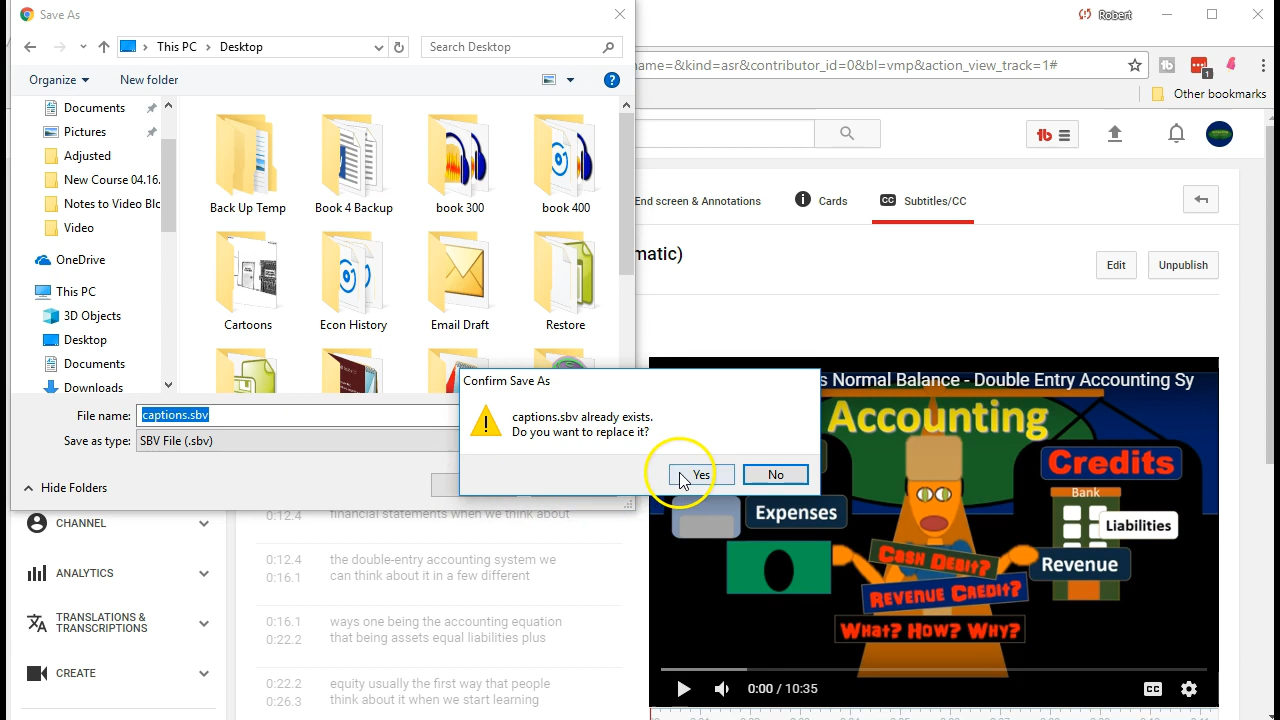 Save As
Robert
This PC
Desktop
Search Desktop
name=&kind=asr&contributor_id=0&bl=vmp&action_view_track=1#
1
Organize
New folder
Other bookmarks
Documents
Pictures
Adjusted
New Course 04.16.
Notes to Video Blc
Video
OneDrive
This PC
3D Objects
Desktop
Documents
Downloads
Back Up Temp
Book 4 Backup
book 300
book 400
Cartoons
Econ History
Email Draft
Restore
File name: captions.sbv
Save as type: SBV File (.sbv)
Hide Folders
Confirm Save As
captions.sbv already exists.
Do you want to replace it?
Yes
No
End screen & Annotations
Cards
CC Subtitles/CC
matic)
Edit
Unpublish
CHANNEL
ANALYTICS
TRANSLATIONS &
TRANSCRIPTIONS
CREATE
0:12.4
financial statements when we think about
0:12.4 the double-entry accounting system we
0:16.1 can think about it in a few different
0:16.1 ways one being the accounting equation
0:22.2 that being assets equal liabilities plus
0:22.2 equity usually the first way that people
0:26.3 think about it when we start learning
s Normal Balance - Double Entry Accounting Sy
Accounting
Credits
Bank
Expenses
Liabilities
Revenue
Cash Debit?
Revenue Credit?
What? How? Why?
0:00 / 10:35
CC